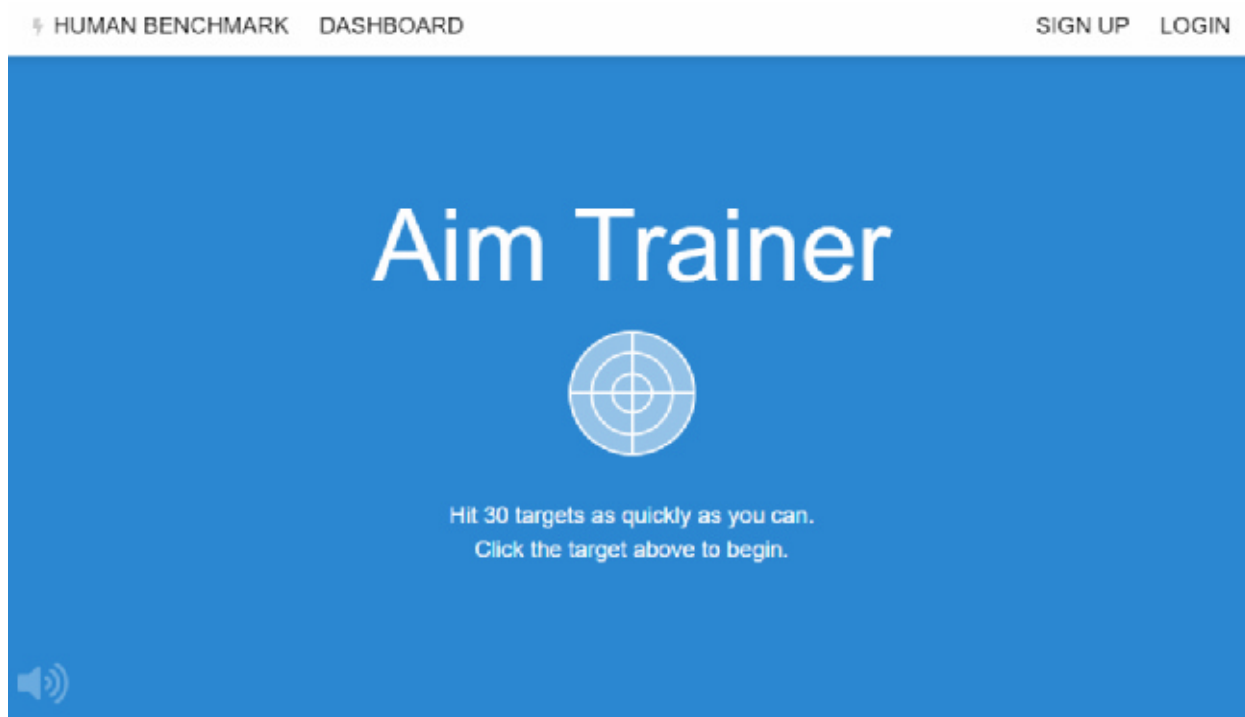 HUMAN BENCHMARK DASHBOARD SIGN UP LOGIN
Aim Trainer
Hit 30 targets as quickly as you can.
Click the target above to begin.